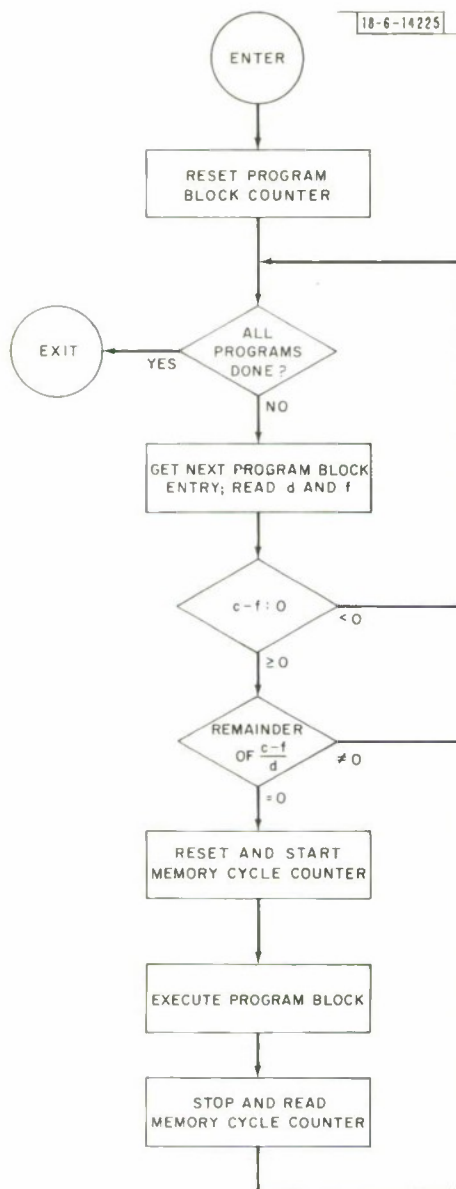 18-6-14225
ENTER
RESET PROGRAM
BLOCK COUNTER
ALL
PROGRAMS
DONE?
YES
EXIT
NO
GET NEXT PROGRAM BLOCK
ENTRY; READ d AND f
c-f:0
<0
≥0
REMAINDER
OF c-f
d
≠0
=0
RESET AND START
MEMORY CYCLE COUNTER
EXECUTE PROGRAM BLOCK
STOP AND READ
MEMORY CYCLE COUNTER